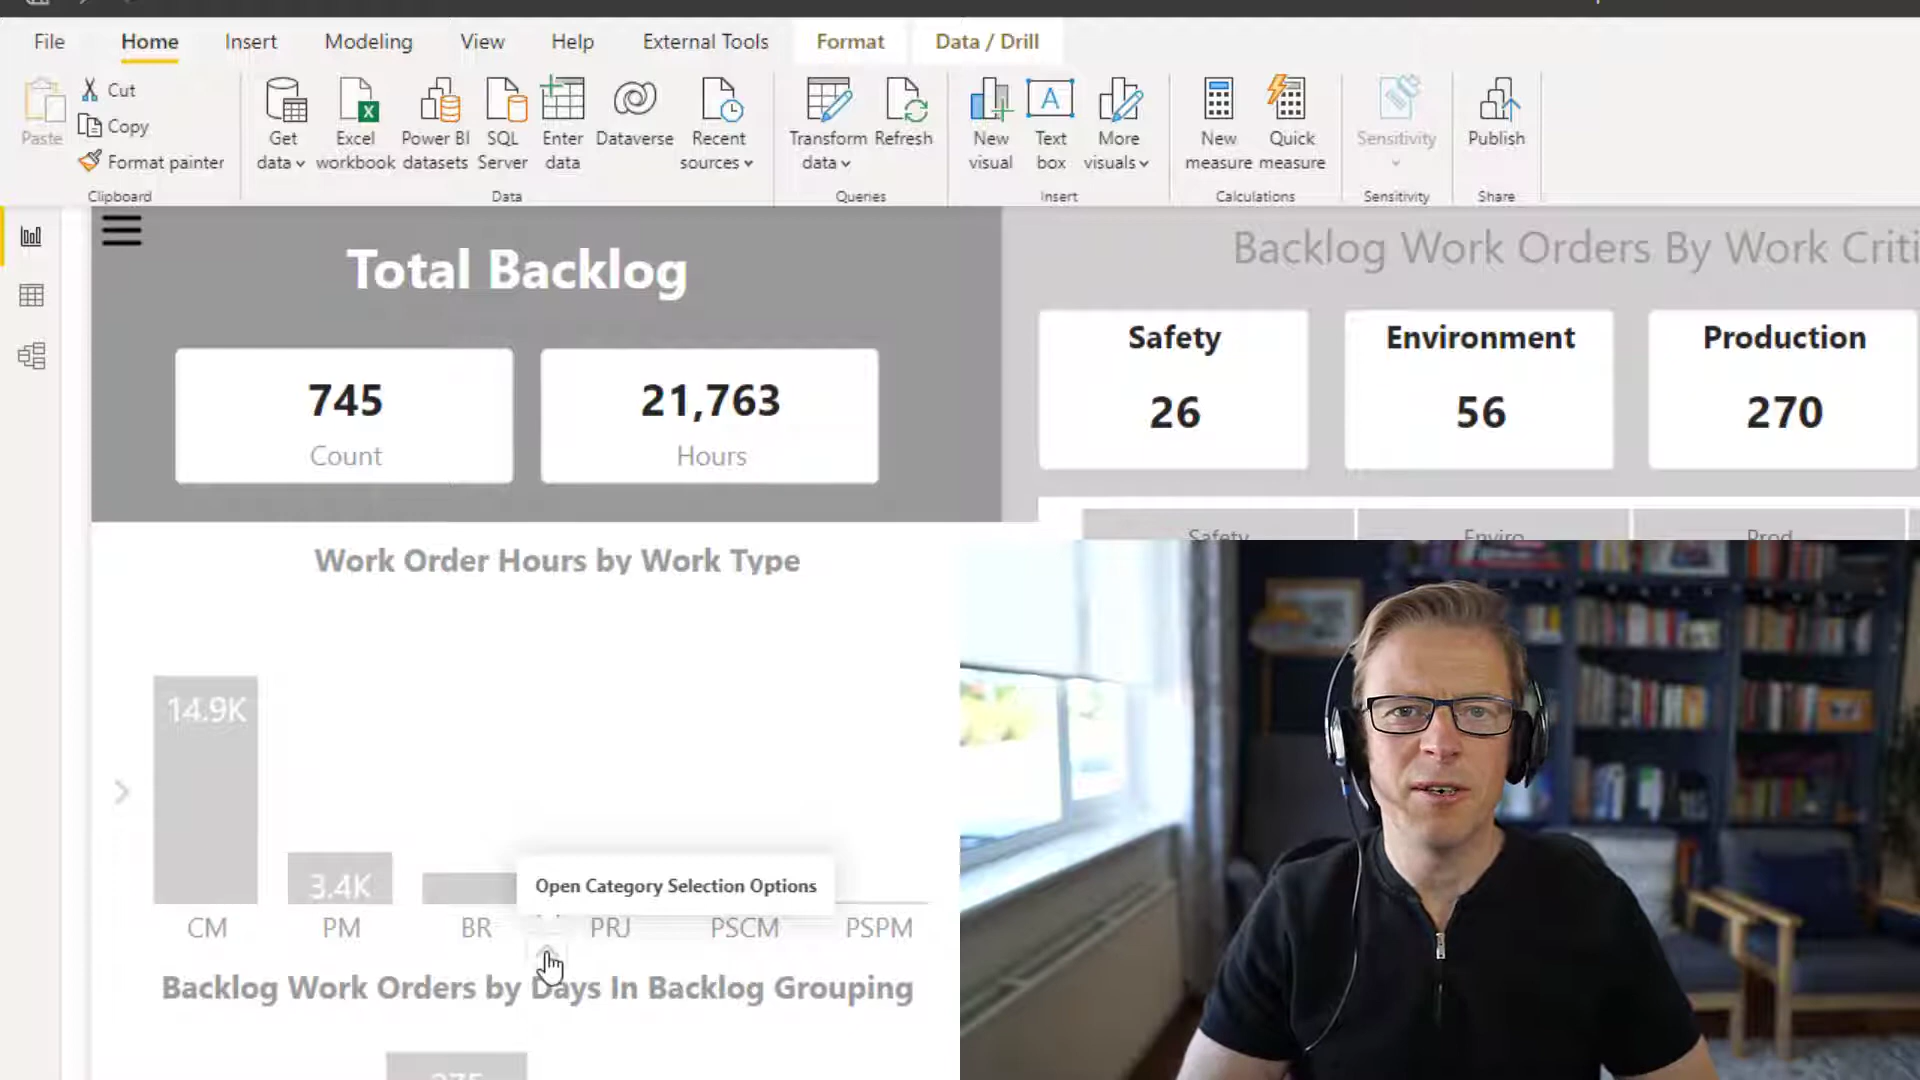 File Home Insert Modeling View Help External Tools Format Data / Drill
Paste
Cut
Copy
Format painter
Clipboard
Get data
Excel workbook
Power BI datasets
SQL Server
Enter data
Dataverse
Recent sources
Data
Transform data
Refresh
Queries
New visual
Text box
More visuals
Insert
New measure
Quick measure
Calculations
Sensitivity
Sensitivity
Publish
Share
Total Backlog
745
Count
21,763
Hours
Backlog Work Orders By Work
Safety
26
Environment
56
Production
270
Safety Enviro Prod
Work Order Hours by Work Type
14.9K
3.4K
Open Category Selection Options
CM PM BR PRJ PSCM PSPM
Backlog Work Orders by Days In Backlog Grouping